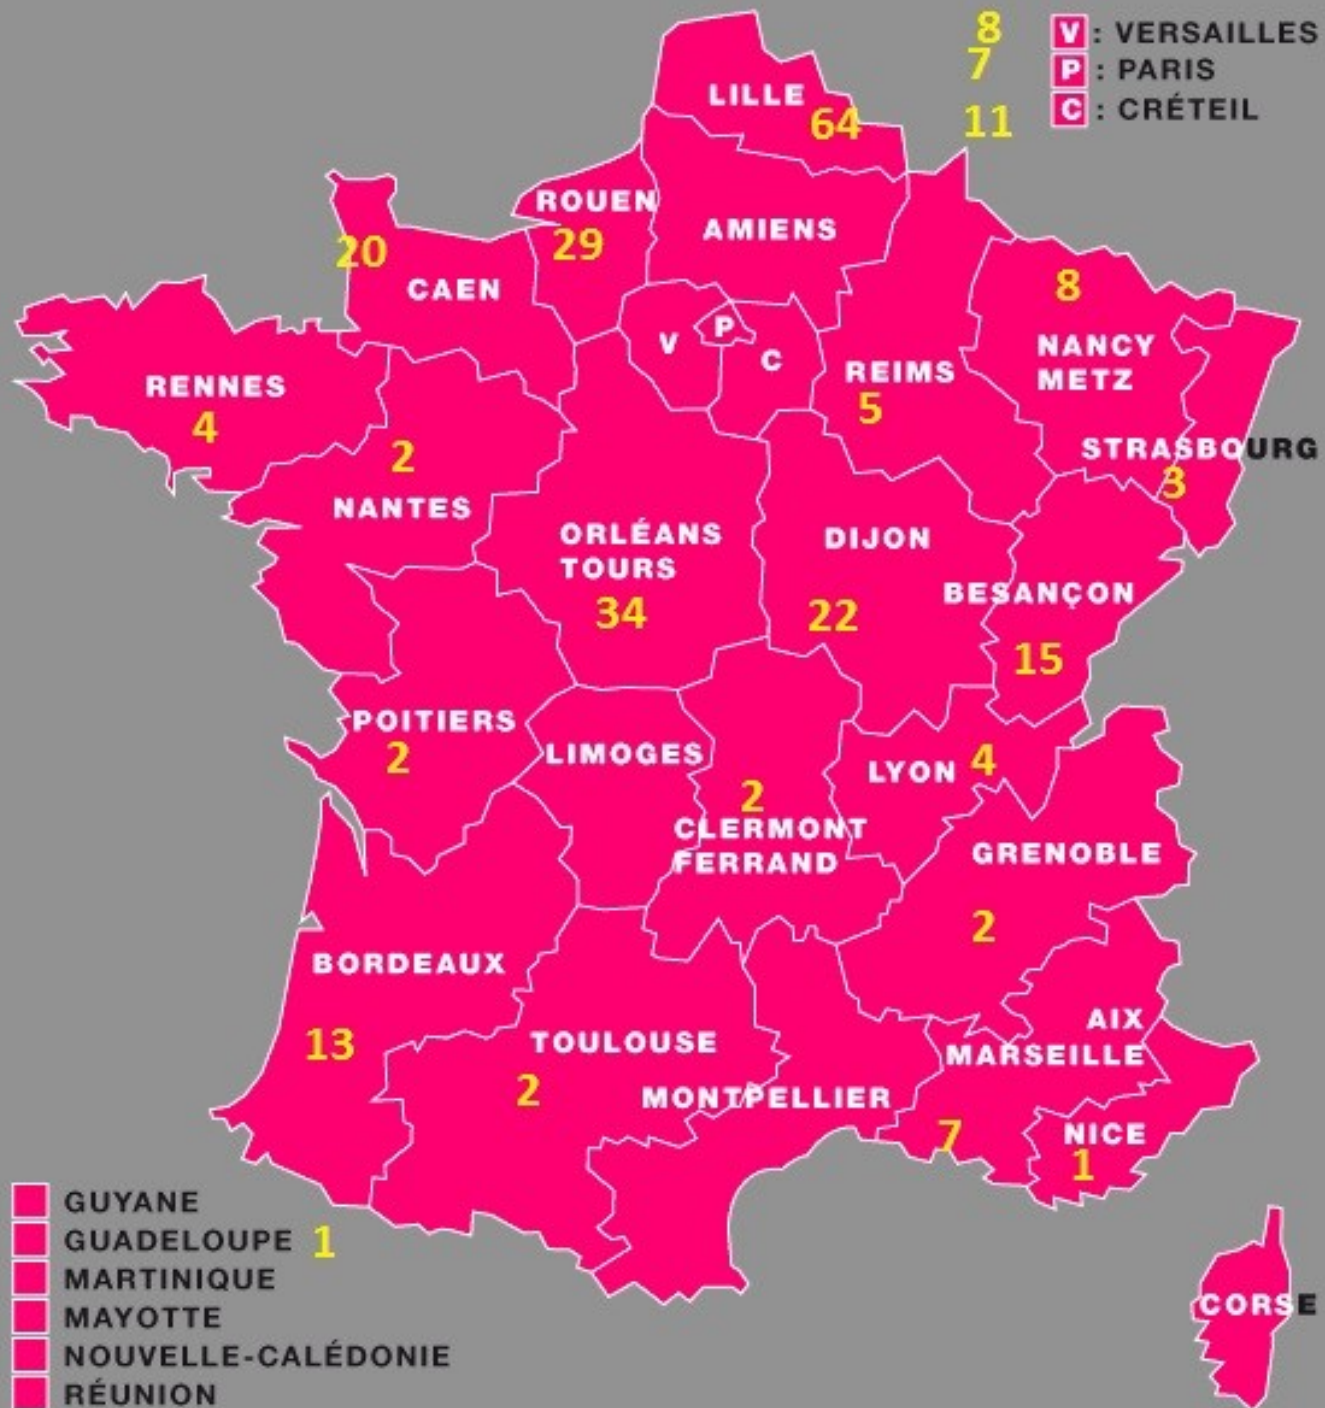 8
V : VERSAILLES
7
P : PARIS
11
C : CRÉTEIL
LILLE
64
ROUEN
29
AMIENS
20
CAEN
8
NANCY
METZ
V
P
C
REIMS
5
RENNES
4
STRASBOURG
3
2
NANTES
ORLÉANS
TOURS
34
DIJON
22
BESANÇON
15
POITIERS
2
LIMOGES
LYON 4
2
CLERMONT
FERRAND
GRENOBLE
2
BORDEAUX
13
AIX
MARSEILLE
7
TOULOUSE
2
MONTPELLIER
NICE
1
GUYANE
GUADELOUPE 1
MARTINIQUE
MAYOTTE
NOUVELLE-CALÉDONIE
RÉUNION
CORSE